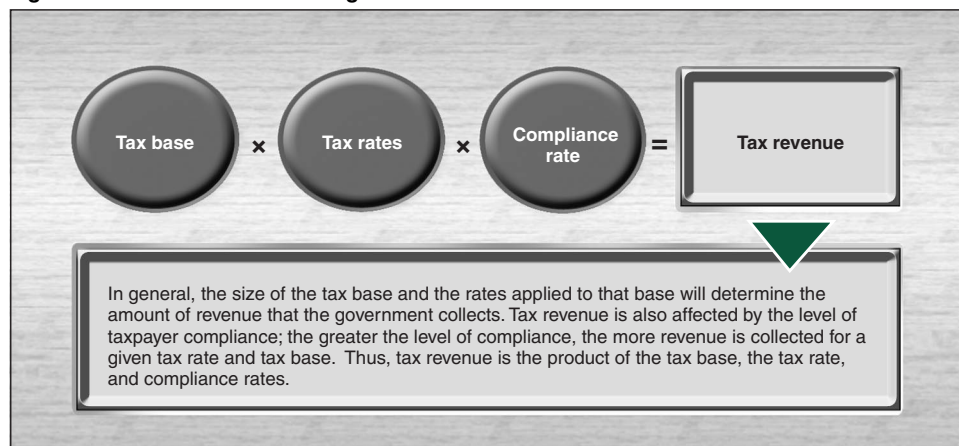 Tax base × Tax rates × Compliance rate = Tax revenue
In general, the size of the tax base and the rates applied to that base will determine the
amount of revenue that the government collects. Tax revenue is also affected by the level of
taxpayer compliance; the greater the level of compliance, the more revenue is collected for a
given tax rate and tax base. Thus, tax revenue is the product of the tax base, the tax rate,
and compliance rates.